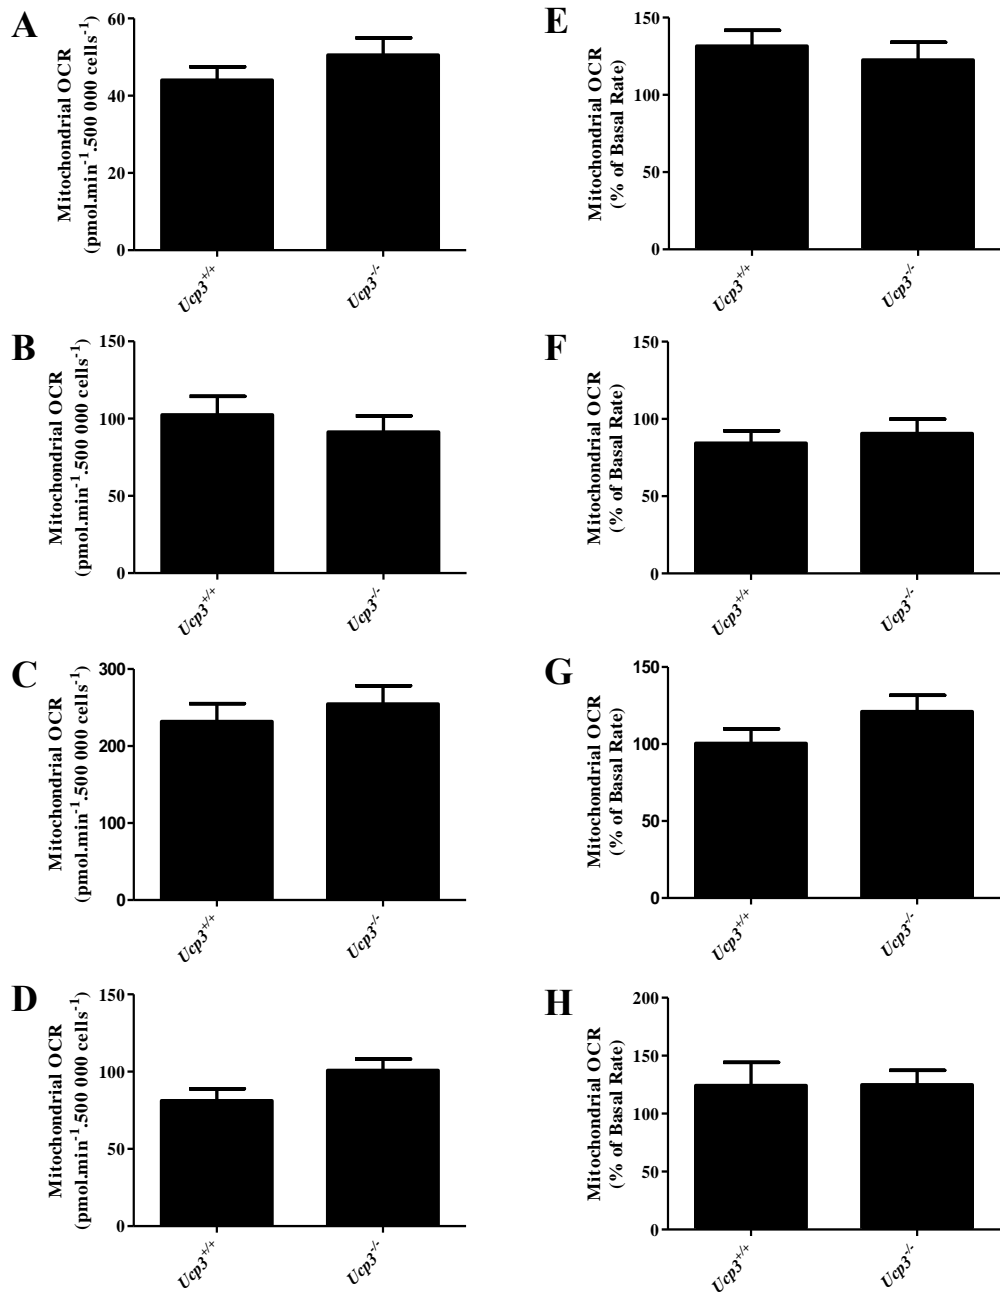 A
Mitochondrial OCR
(pmol.min⁻¹.500 000 cells⁻¹)
60
40
20
0
Ucp3⁺/⁺
Ucp3⁻/⁻
E
Mitochondrial OCR
(% of Basal Rate)
150
100
50
0
Ucp3⁺/⁺
Ucp3⁻/⁻
B
Mitochondrial OCR
(pmol.min⁻¹.500 000 cells⁻¹)
150
100
50
0
Ucp3⁺/⁺
Ucp3⁻/⁻
F
Mitochondrial OCR
(% of Basal Rate)
150
100
50
0
Ucp3⁺/⁺
Ucp3⁻/⁻
C
Mitochondrial OCR
(pmol.min⁻¹.500 000 cells⁻¹)
300
200
100
0
Ucp3⁺/⁺
Ucp3⁻/⁻
G
Mitochondrial OCR
(% of Basal Rate)
150
100
50
0
Ucp3⁺/⁺
Ucp3⁻/⁻
D
Mitochondrial OCR
(pmol.min⁻¹.500 000 cells⁻¹)
150
100
50
0
Ucp3⁺/⁺
Ucp3⁻/⁻
H
Mitochondrial OCR
(% of Basal Rate)
200
150
100
50
0
Ucp3⁺/⁺
Ucp3⁻/⁻